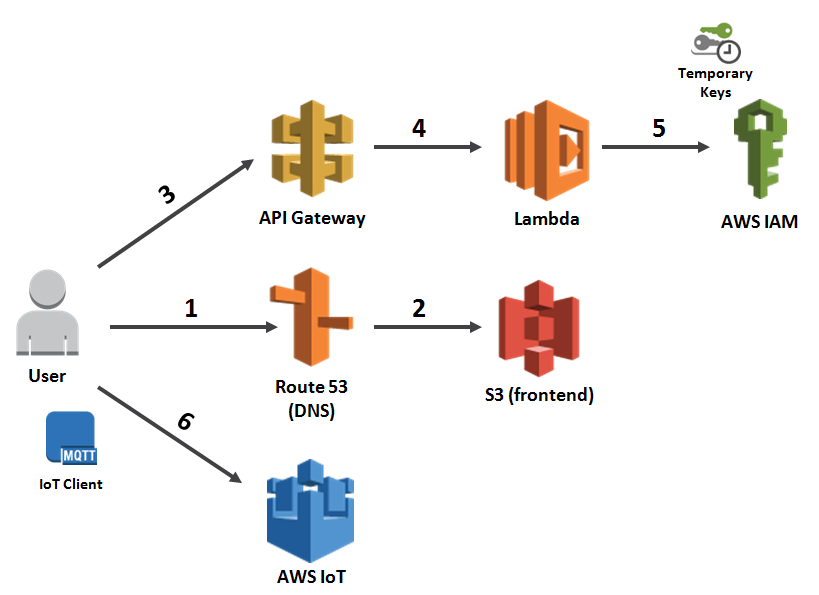 Temporary
Keys
4
5
3
API Gateway
Lambda
AWS IAM
1
2
User
Route 53
(DNS)
S3 (frontend)
6
MQTT
IoT Client
AWS IoT